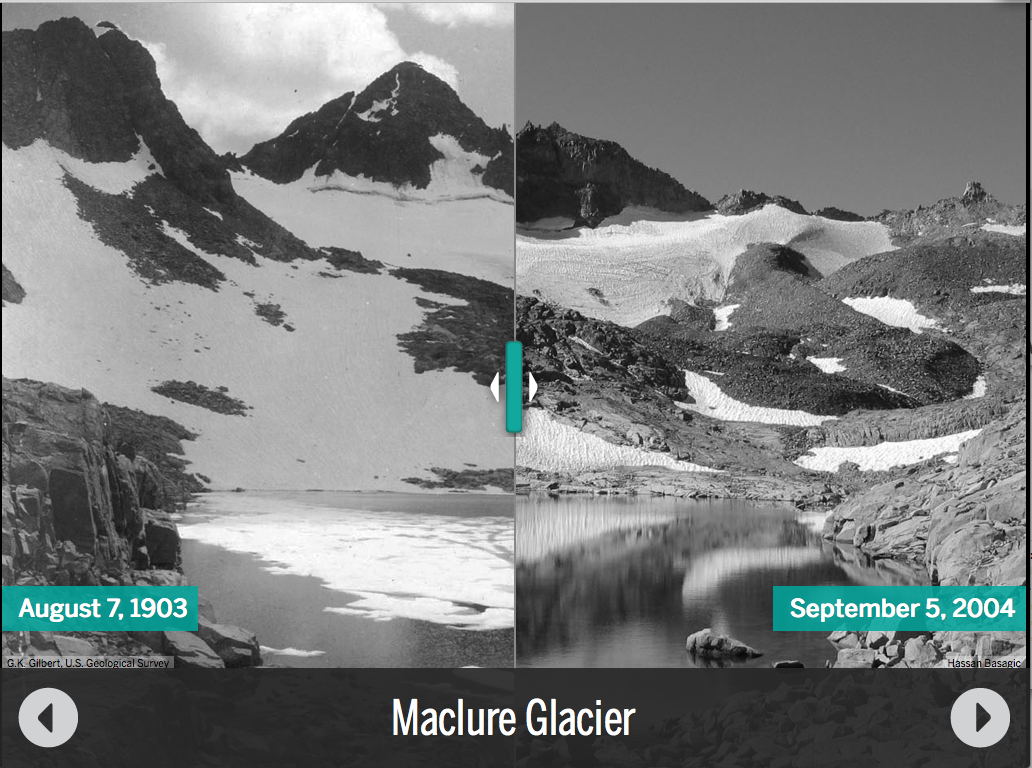 August 7, 1903
September 5, 2004
G.K. Gilbert, U.S. Geological Survey
Hassan Basagic
Maclure Glacier